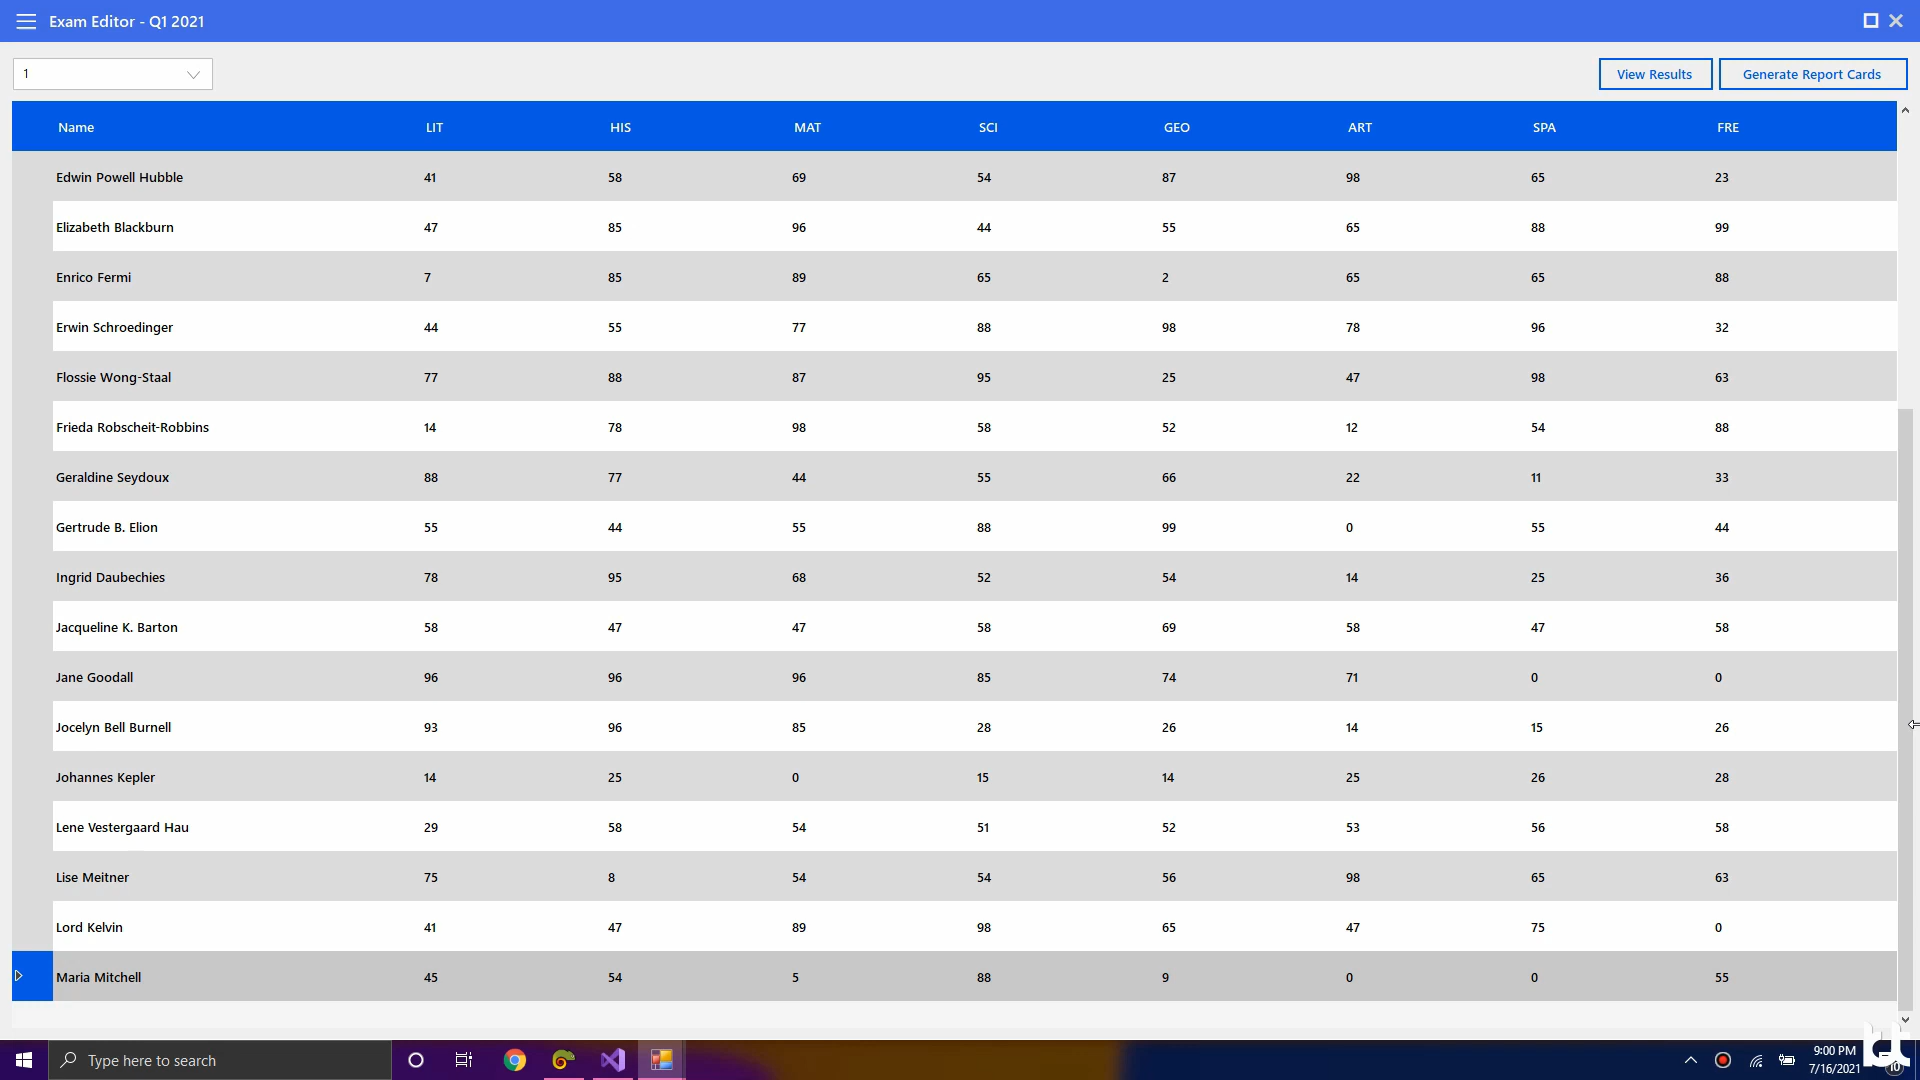 Exam Editor - Q1 2021
1
View Results
Generate Report Cards
Name LIT HIS MAT SCI GEO ART SPA FRE
Edwin Powell Hubble 41 58 69 54 87 98 65 23
Elizabeth Blackburn 47 85 96 44 55 65 88 99
Enrico Fermi 7 85 89 65 2 65 65 88
Erwin Schroedinger 44 55 77 88 98 78 96 32
Flossie Wong-Staal 77 88 87 95 25 47 98 63
Frieda Robscheit-Robbins 14 78 98 58 52 12 54 88
Geraldine Seydoux 88 77 44 55 66 22 11 33
Gertrude B. Elion 55 44 55 88 99 0 55 44
Ingrid Daubechies 78 95 68 52 54 14 25 36
Jacqueline K. Barton 58 47 47 58 69 58 47 58
Jane Goodall 96 96 96 85 74 71 0 0
Jocelyn Bell Burnell 93 96 85 28 26 14 15 26
Johannes Kepler 14 25 0 15 14 25 26 28
Lene Vestergaard Hau 29 58 54 51 52 53 56 58
Lise Meitner 75 8 54 54 56 98 65 63
Lord Kelvin 41 47 89 98 65 47 75 0
Maria Mitchell 45 54 5 88 9 0 0 55
Type here to search
9:00 PM
7/16/2021
10